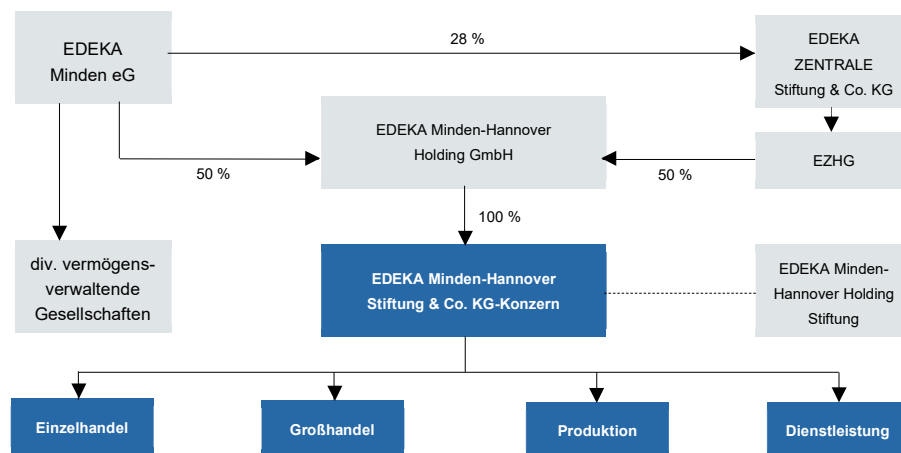 EDEKA
Minden eG
28 %
EDEKA
ZENTRALE
Stiftung & Co. KG
EDEKA Minden-Hannover
Holding GmbH
EZHG
50 %
50 %
100 %
div. vermögens-
verwaltende
Gesellschaften
EDEKA Minden-Hannover
Stiftung & Co. KG-Konzern
EDEKA Minden-
Hannover Holding
Stiftung
Einzelhandel
Großhandel
Produktion
Dienstleistung